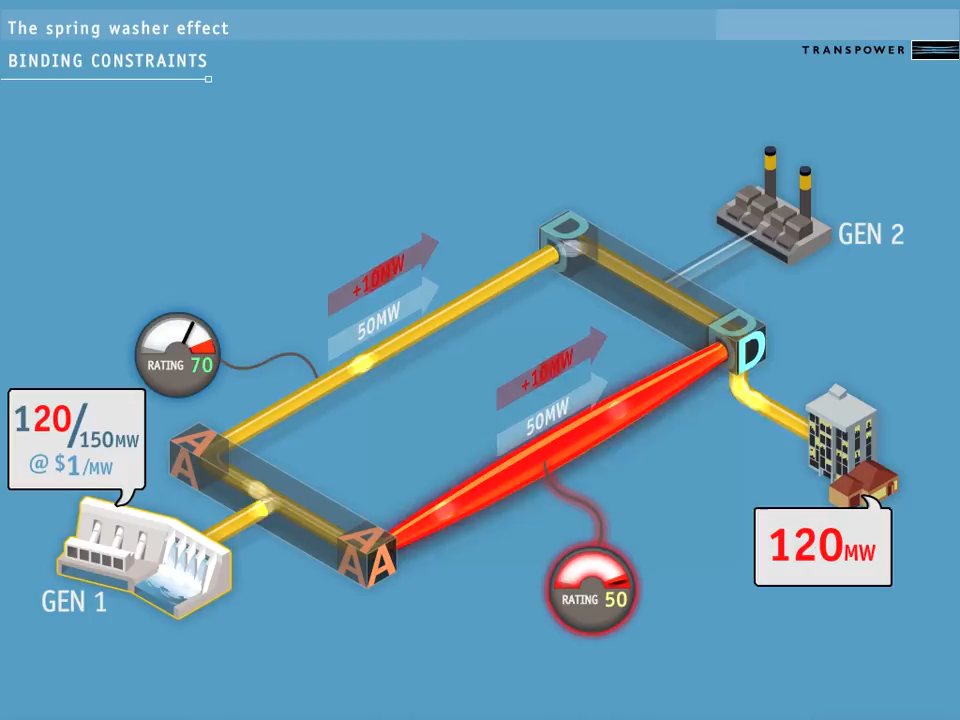 The spring washer effect
BINDING CONSTRAINTS
TRANSPOWER
D
GEN 2
+10MW
50MW
RATING 70
D
D
+10MW
50MW
120/150MW
@ $1/MW
A
A
A
A
A
120MW
RATING 50
GEN 1